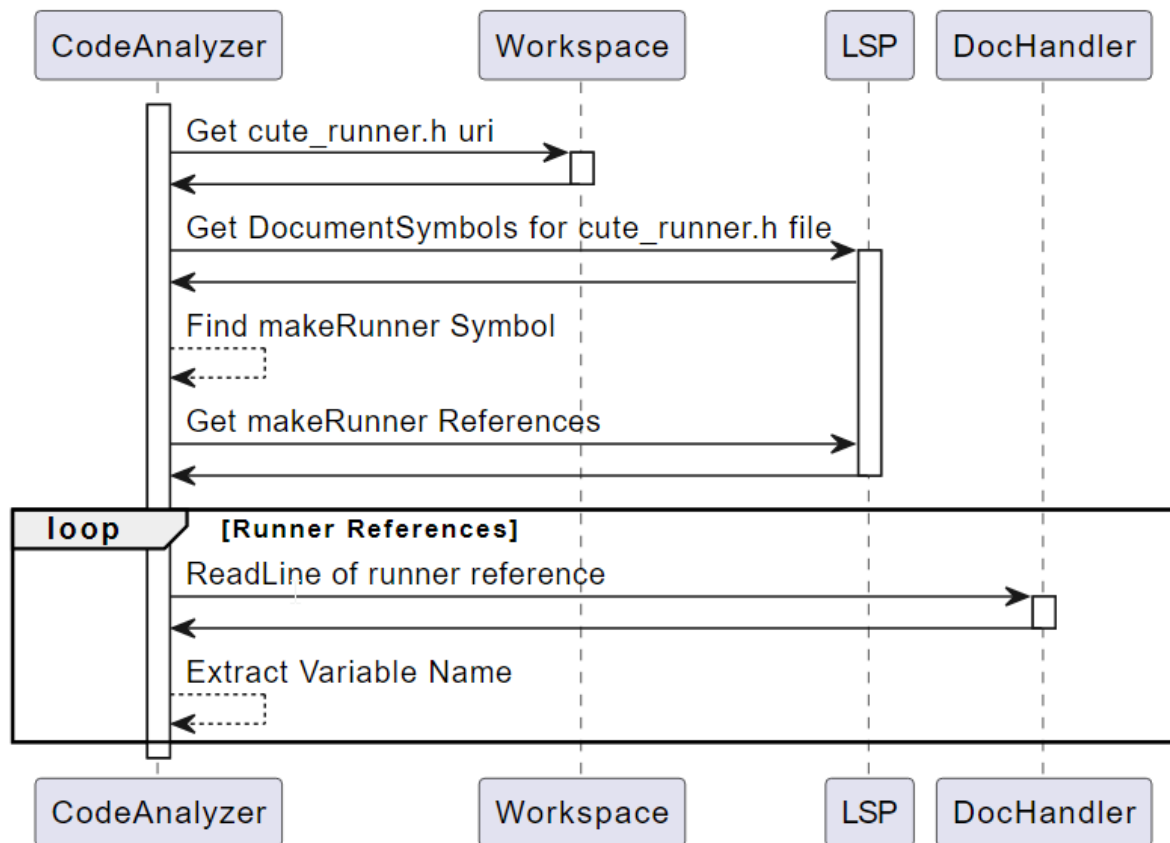 CodeAnalyzer Workspace LSP DocHandler
Get cute_runner.h uri
Get DocumentSymbols for cute_runner.h file
Find makeRunner Symbol
Get makeRunner References
loop [Runner References]
ReadLine of runner reference
Extract Variable Name
CodeAnalyzer Workspace LSP DocHandler